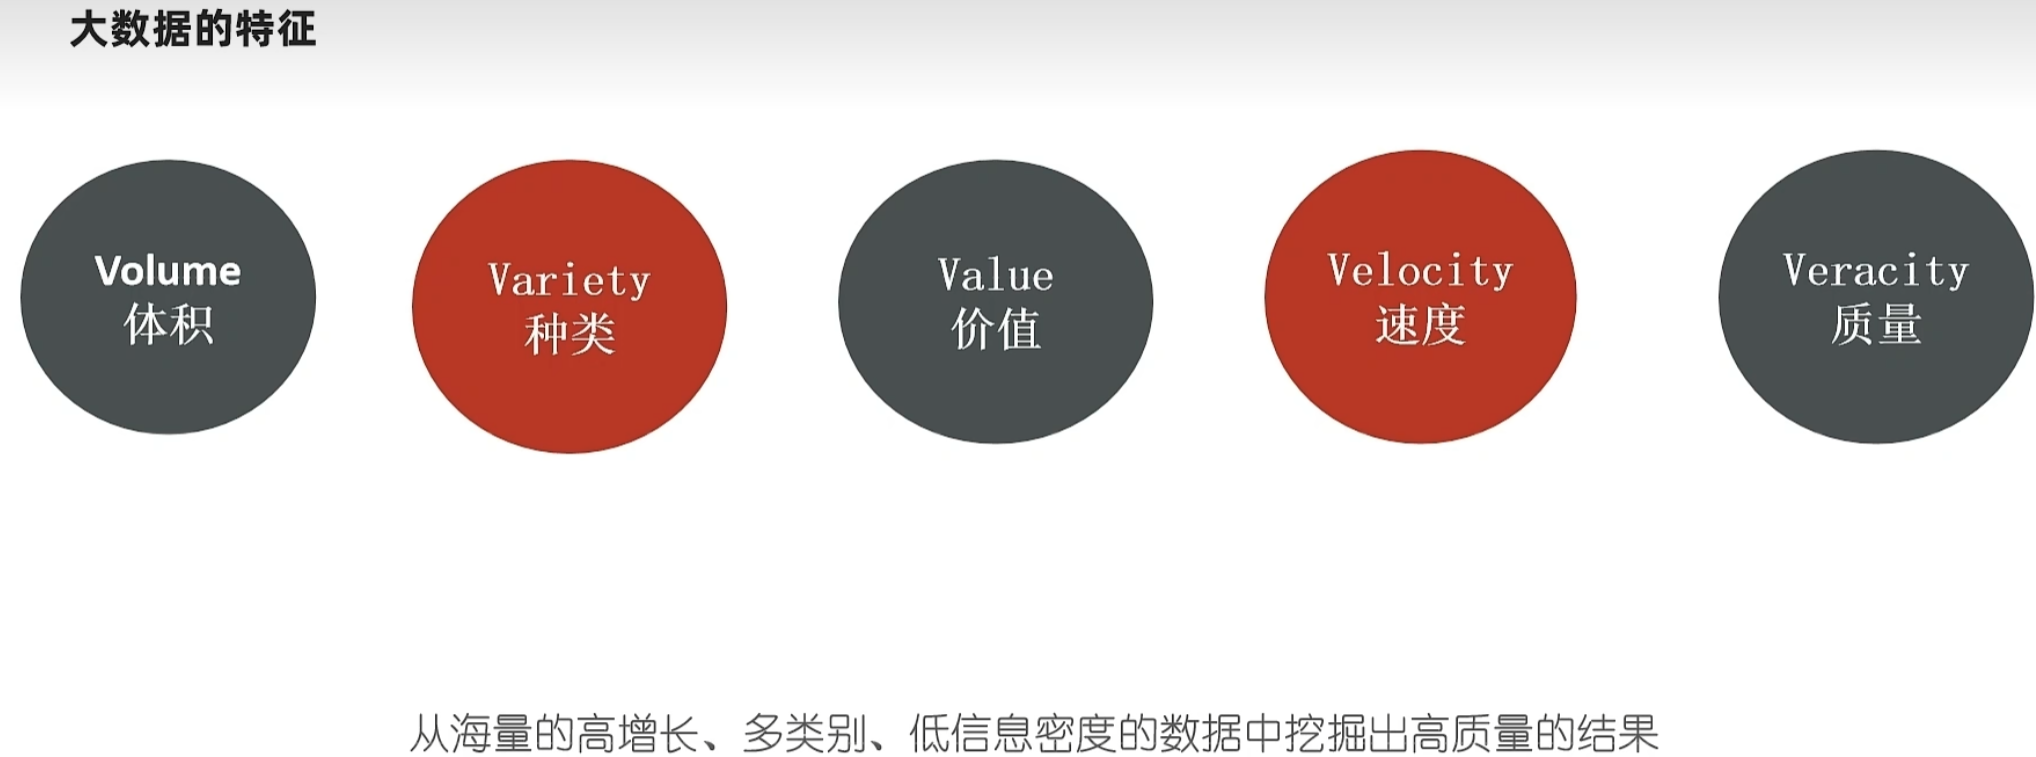 大数据的特征
Volume
体积
Variety
种类
Value
价值
Velocity
速度
Veracity
质量
从海量的高增长、多类别、低信息密度的数据中挖掘出高质量的结果